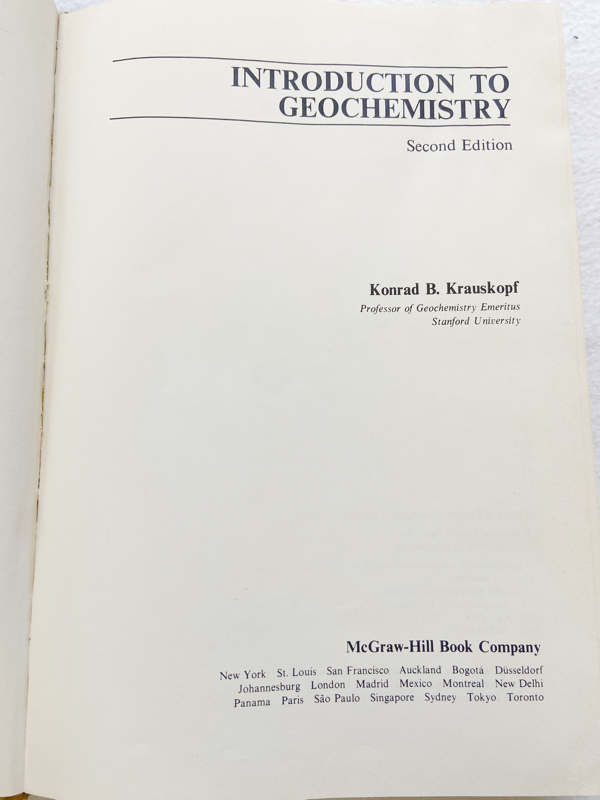 INTRODUCTION TO
GEOCHEMISTRY
Second Edition
Konrad B. Krauskopf
Professor of Geochemistry Emeritus
Stanford University
McGraw-Hill Book Company
New York St. Louis San Francisco Auckland Bogotá Düsseldorf
Johannesburg London Madrid Mexico Montreal New Delhi
Panama Paris São Paulo Singapore Sydney Tokyo Toronto